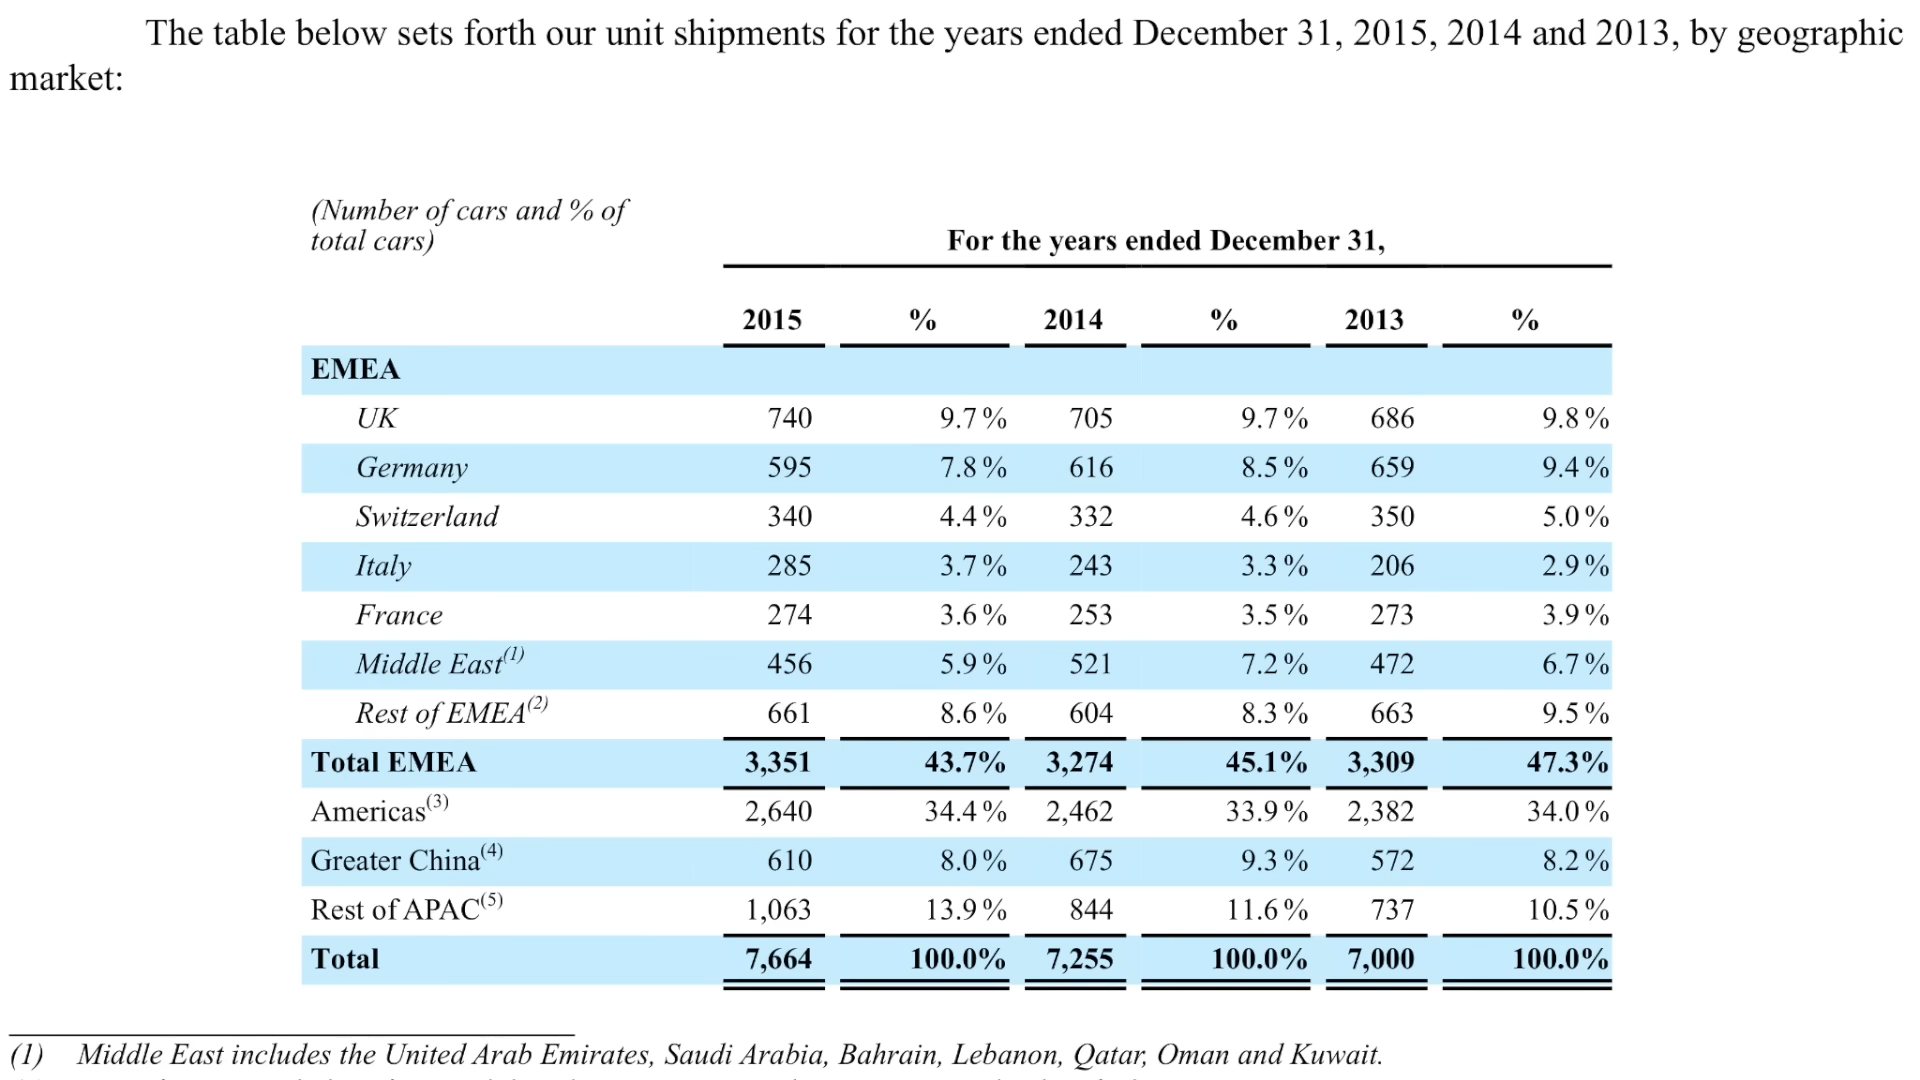 The table below sets forth our unit shipments for the years ended December 31, 2015, 2014 and 2013, by geographic
market:
(Number of cars and % of
total cars)
For the years ended December 31,
2015 % 2014 % 2013 %
EMEA
UK 740 9.7 % 705 9.7 % 686 9.8 %
Germany 595 7.8 % 616 8.5 % 659 9.4 %
Switzerland 340 4.4 % 332 4.6 % 350 5.0 %
Italy 285 3.7 % 243 3.3 % 206 2.9 %
France 274 3.6 % 253 3.5 % 273 3.9 %
Middle East(1) 456 5.9 % 521 7.2 % 472 6.7 %
Rest of EMEA(2) 661 8.6 % 604 8.3 % 663 9.5 %
Total EMEA 3,351 43.7% 3,274 45.1% 3,309 47.3%
Americas(3) 2,640 34.4 % 2,462 33.9 % 2,382 34.0 %
Greater China(4) 610 8.0 % 675 9.3 % 572 8.2 %
Rest of APAC(5) 1,063 13.9 % 844 11.6 % 737 10.5 %
Total 7,664 100.0% 7,255 100.0% 7,000 100.0%
(1) Middle East includes the United Arab Emirates, Saudi Arabia, Bahrain, Lebanon, Qatar, Oman and Kuwait.